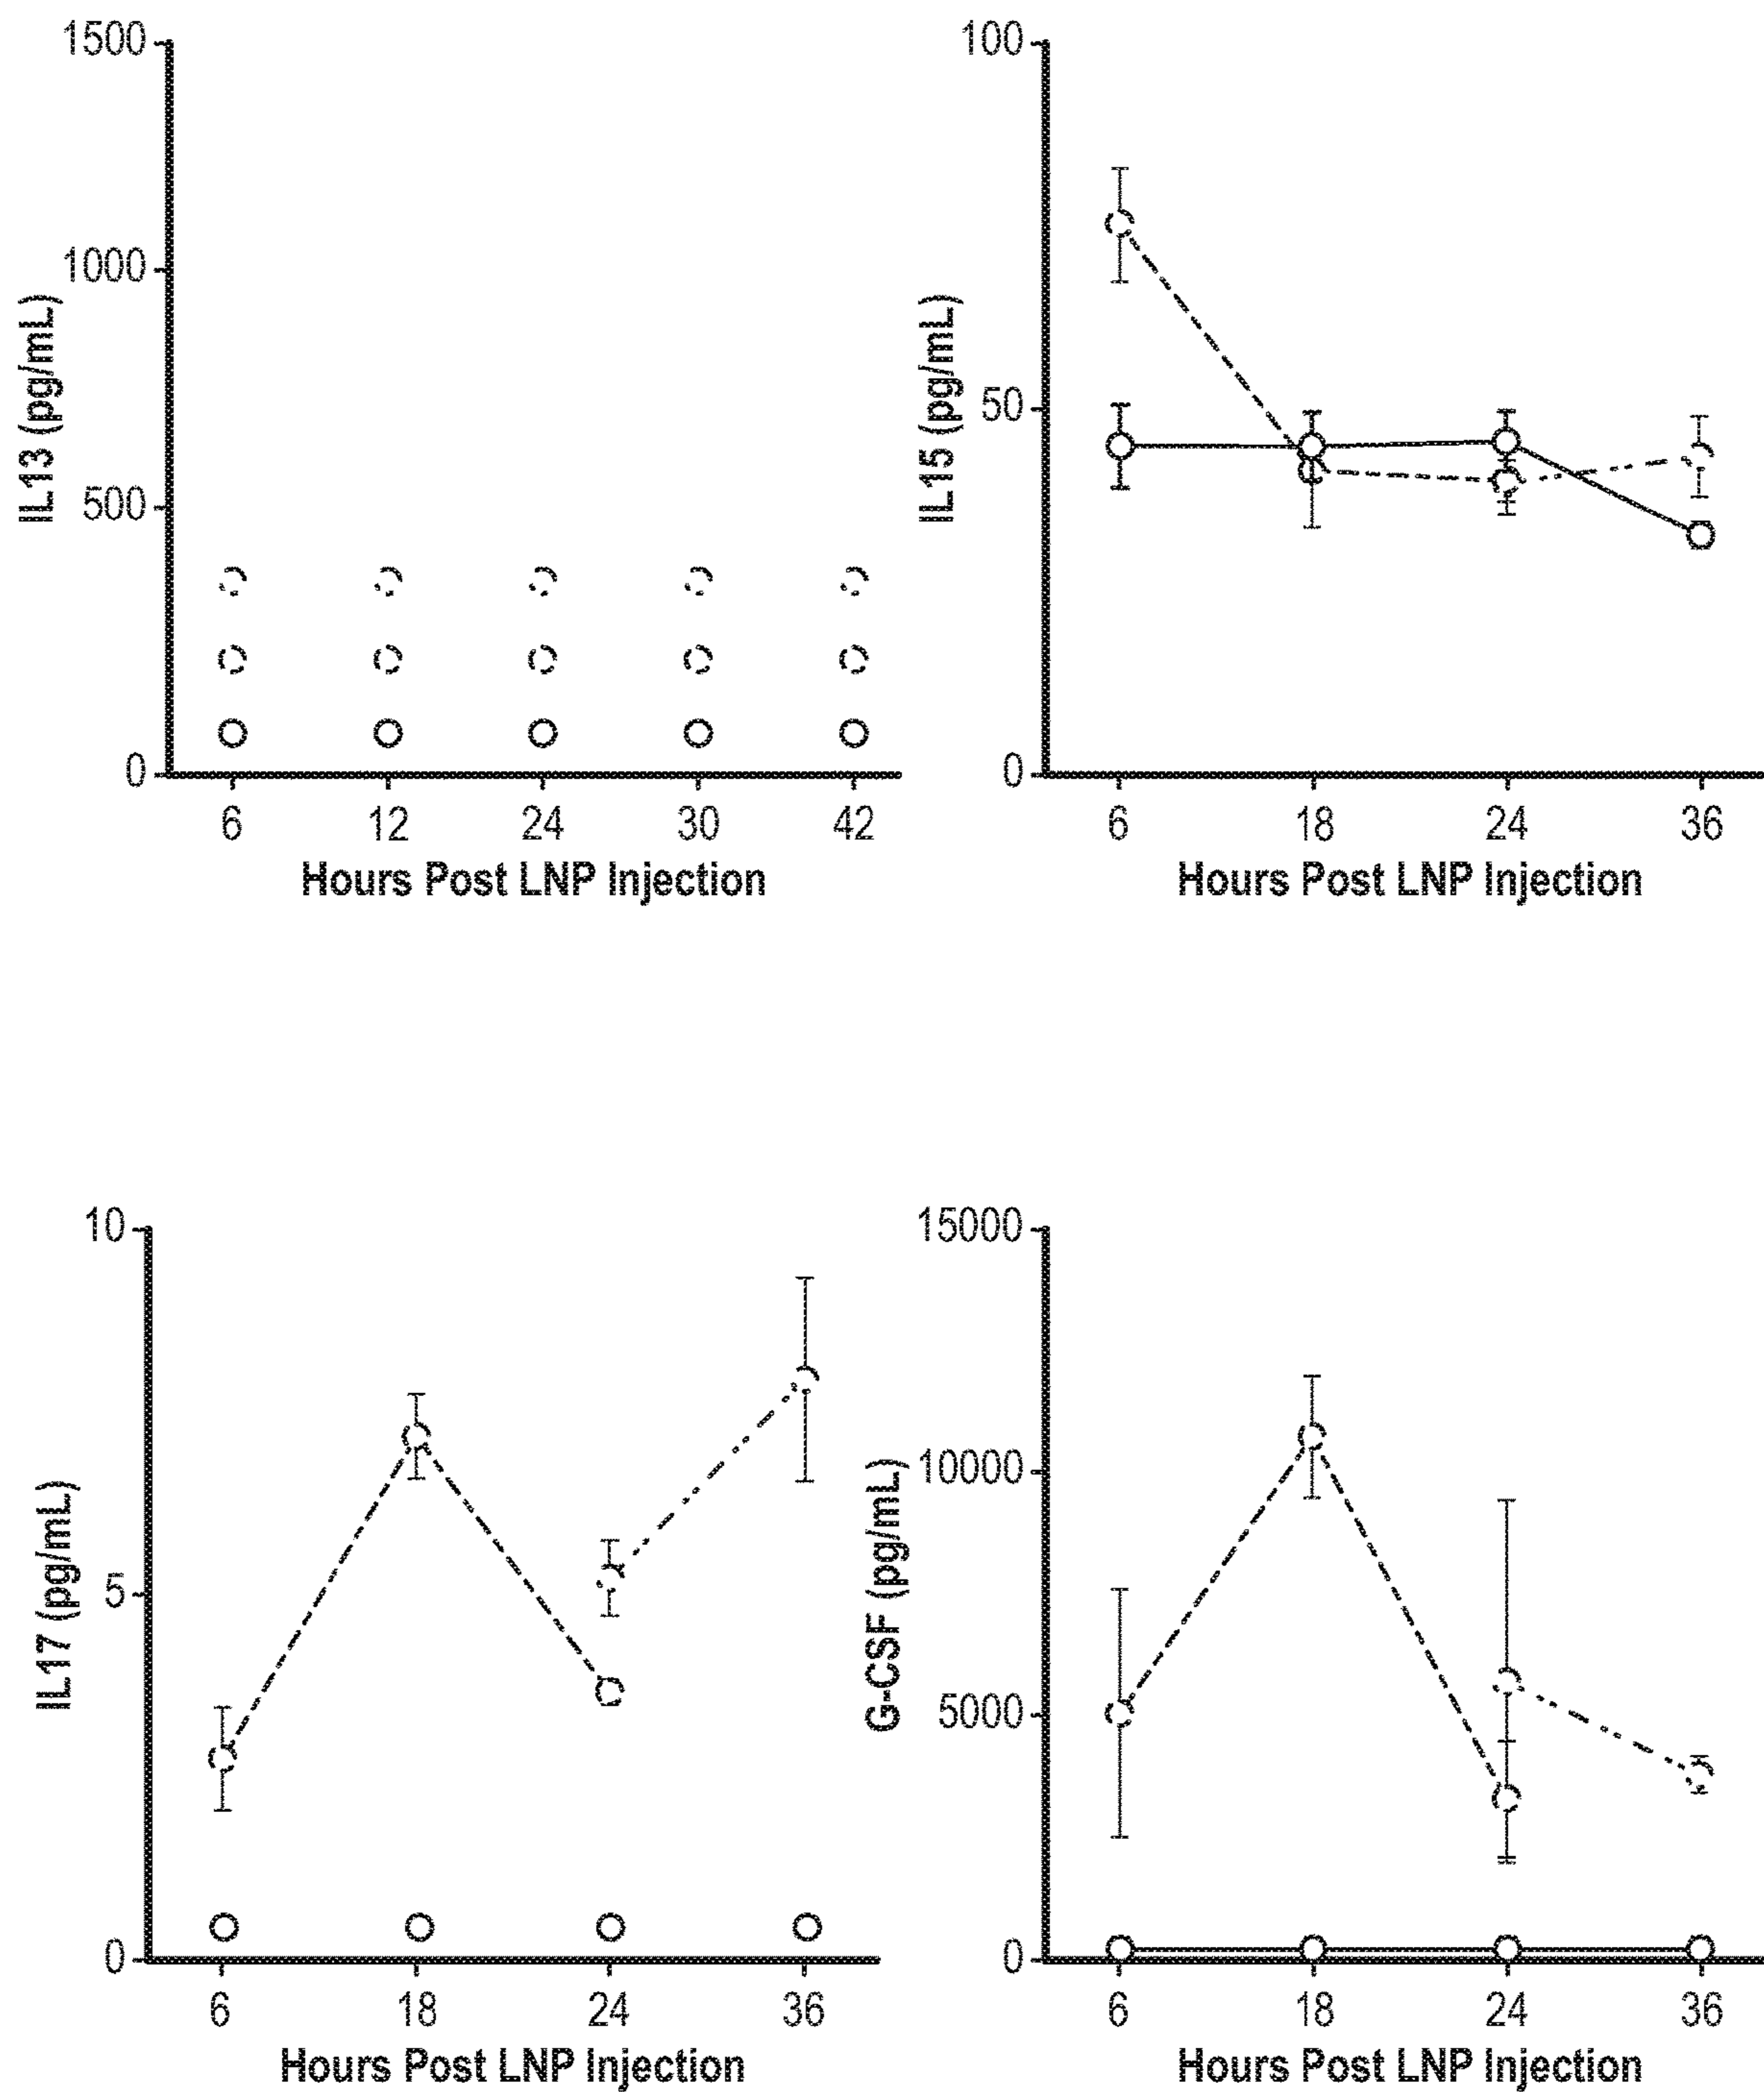 IL13 (pg/mL)
1500
1000
500
0
6 12 24 30 42
Hours Post LNP Injection
IL15 (pg/mL)
100
50
0
6 18 24 36
Hours Post LNP Injection
IL17 (pg/mL)
10
5
0
6 18 24 36
Hours Post LNP Injection
G-CSF (pg/mL)
15000
10000
5000
0
6 18 24 36
Hours Post LNP Injection